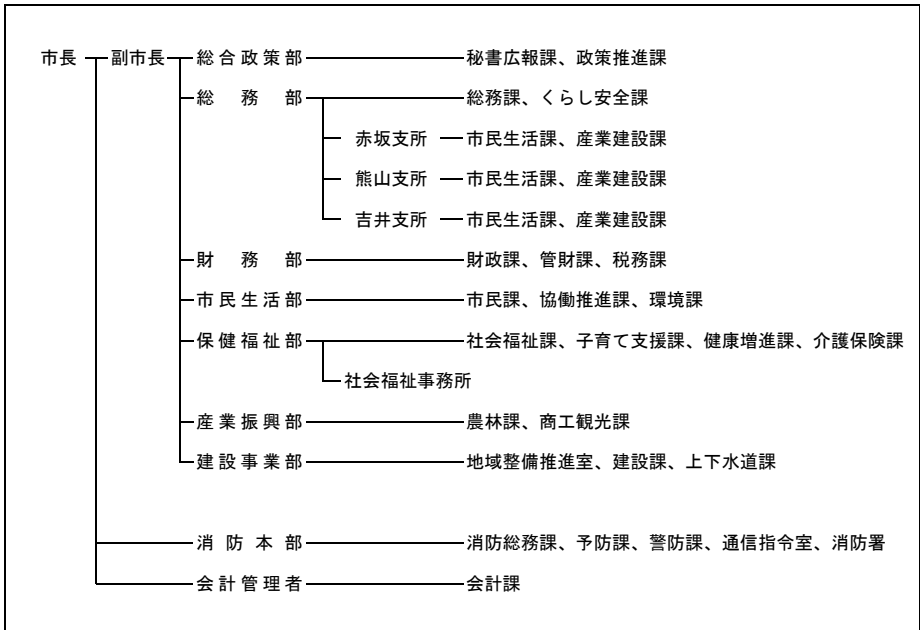 市長 副市長 総合政策部 秘書広報課、政策推進課
総務部 総務課、くらし安全課
赤坂支所 市民生活課、産業建設課
熊山支所 市民生活課、産業建設課
吉井支所 市民生活課、産業建設課
財務部 財政課、管財課、税務課
市民生活部 市民課、協働推進課、環境課
保健福祉部 社会福祉課、子育て支援課、健康増進課、介護保険課
社会福祉事務所
産業振興部 農林課、商工観光課
建設事業部 地域整備推進室、建設課、上下水道課
消防本部 消防総務課、予防課、警防課、通信指令室、消防署
会計管理者 会計課